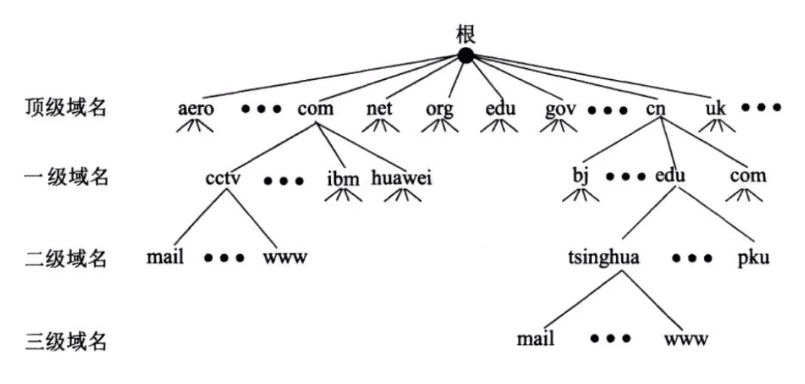 根
顶级域名 aero ••• com net org edu gov ••• cn uk •••
一级域名 cctv ••• ibm huawei bj ••• edu com
二级域名 mail ••• www tsinghua ••• pku
三级域名 mail ••• www